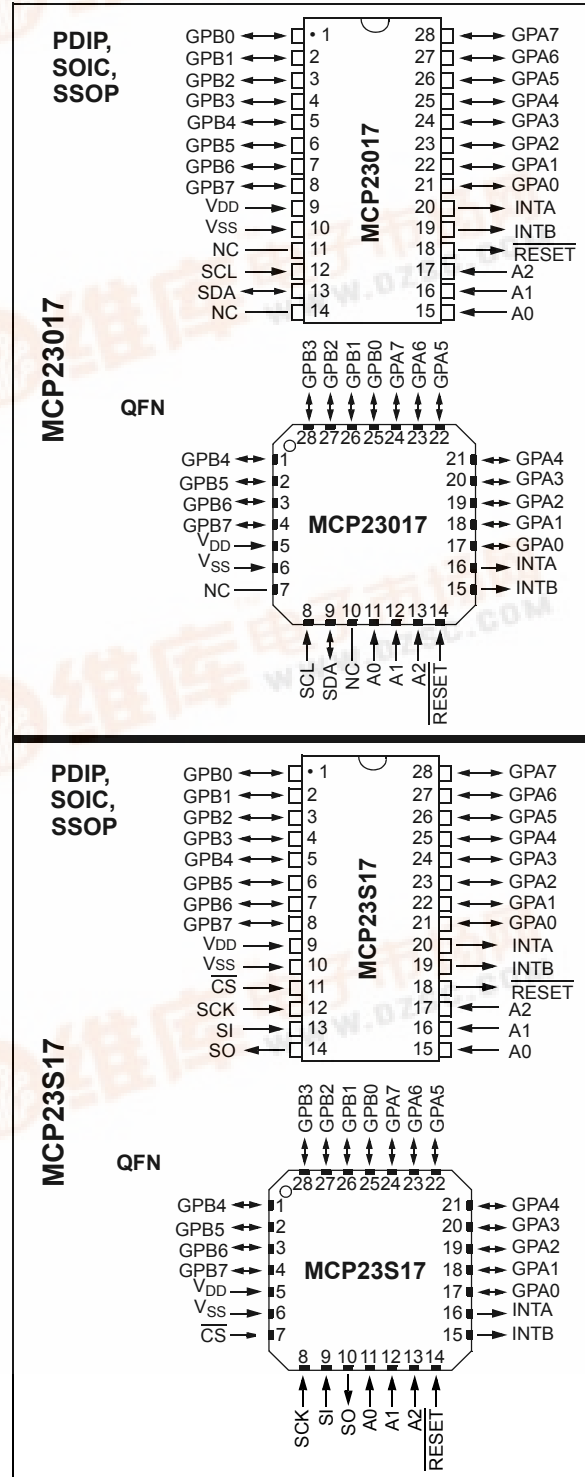 PDIP,
SOIC,
SSOP
MCP23017
GPB0 1 28 GPA7
GPB1 2 27 GPA6
GPB2 3 26 GPA5
GPB3 4 25 GPA4
GPB4 5 24 GPA3
GPB5 6 23 GPA2
GPB6 7 22 GPA1
GPB7 8 21 GPA0
VDD 9 20 INTA
VSS 10 19 INTB
NC 11 18 RESET
SCL 12 17 A2
SDA 13 16 A1
NC 14 15 A0
MCP23017
QFN
GPB3 GPB2 GPB1 GPB0 GPA7 GPA6 GPA5
28 27 26 25 24 23 22
GPB4 1 21 GPA4
GPB5 2 20 GPA3
GPB6 3 19 GPA2
GPB7 4 MCP23017 18 GPA1
VDD 5 17 GPA0
VSS 6 16 INTA
NC 7 15 INTB
8 9 10 11 12 13 14
SCL SDA NC A0 A1 A2 RESET
维库电子市场网
WWW.DZSC.COM
PDIP,
SOIC,
SSOP
MCP23S17
GPB0 1 28 GPA7
GPB1 2 27 GPA6
GPB2 3 26 GPA5
GPB3 4 25 GPA4
GPB4 5 24 GPA3
GPB5 6 23 GPA2
GPB6 7 22 GPA1
GPB7 8 21 GPA0
VDD 9 20 INTA
VSS 10 19 INTB
CS 11 18 RESET
SCK 12 17 A2
SI 13 16 A1
SO 14 15 A0
MCP23S17
QFN
GPB3 GPB2 GPB1 GPB0 GPA7 GPA6 GPA5
28 27 26 25 24 23 22
GPB4 1 21 GPA4
GPB5 2 20 GPA3
GPB6 3 19 GPA2
GPB7 4 MCP23S17 18 GPA1
VDD 5 17 GPA0
VSS 6 16 INTA
CS 7 15 INTB
8 9 10 11 12 13 14
SCK SI SO A0 A1 A2 RESET